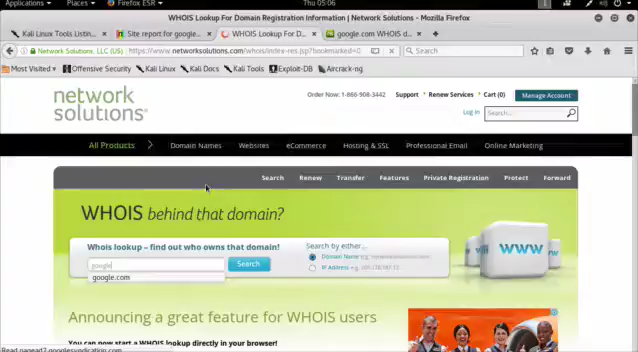 Applications Places Firefox ESR Thu 05:06
WHOIS Lookup For Domain Registration Information | Network Solutions - Mozilla Firefox
Kali Linux Tools Listin... Site report for google... WHOIS Lookup For D... google.com WHOIS d...
Network Solutions, LLC (US) https://www.networksolutions.com/whois/index-res.jsp?bookmarked=0 Search
Most Visited Offensive Security Kali Linux Kali Docs Kali Tools Exploit-DB Aircrack-ng
network
solutions
Order Now: 1-866-908-3442 Support Renew Services Cart (0) Manage Account
Log in Search...
All Products Domain Names Websites eCommerce Hosting & SSL Professional Email Online Marketing
Search Renew Transfer Features Private Registration Protect Forward
WHOIS behind that domain?
Whois lookup – find out who owns that domain! Search by either...
google Search Domain Name e.g. networksolutions.com
google.com IP Address e.g.
www
Announcing a great feature for WHOIS users
You can now start a WHOIS lookup directly in your browser!
Read pagead2.googlesyndication.com